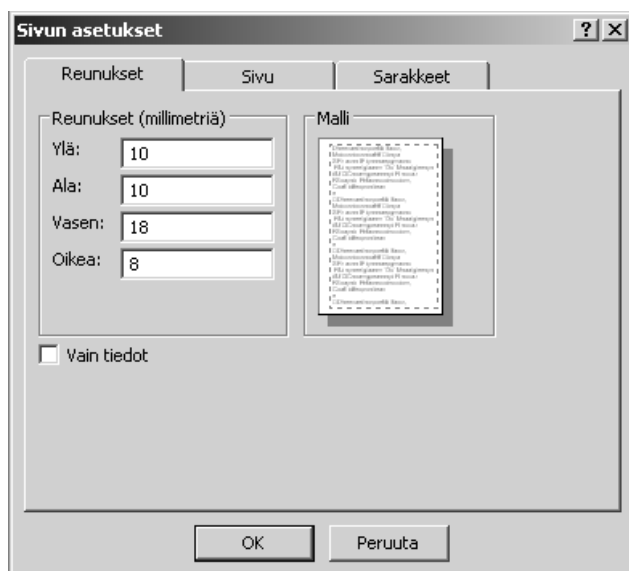 Sivun asetukset
Reunukset
Sivu
Sarakkeet
Reunukset (millimetriä)
Ylä: 10
Ala: 10
Vasen: 18
Oikea: 8
Malli
Vain tiedot
OK
Peruuta